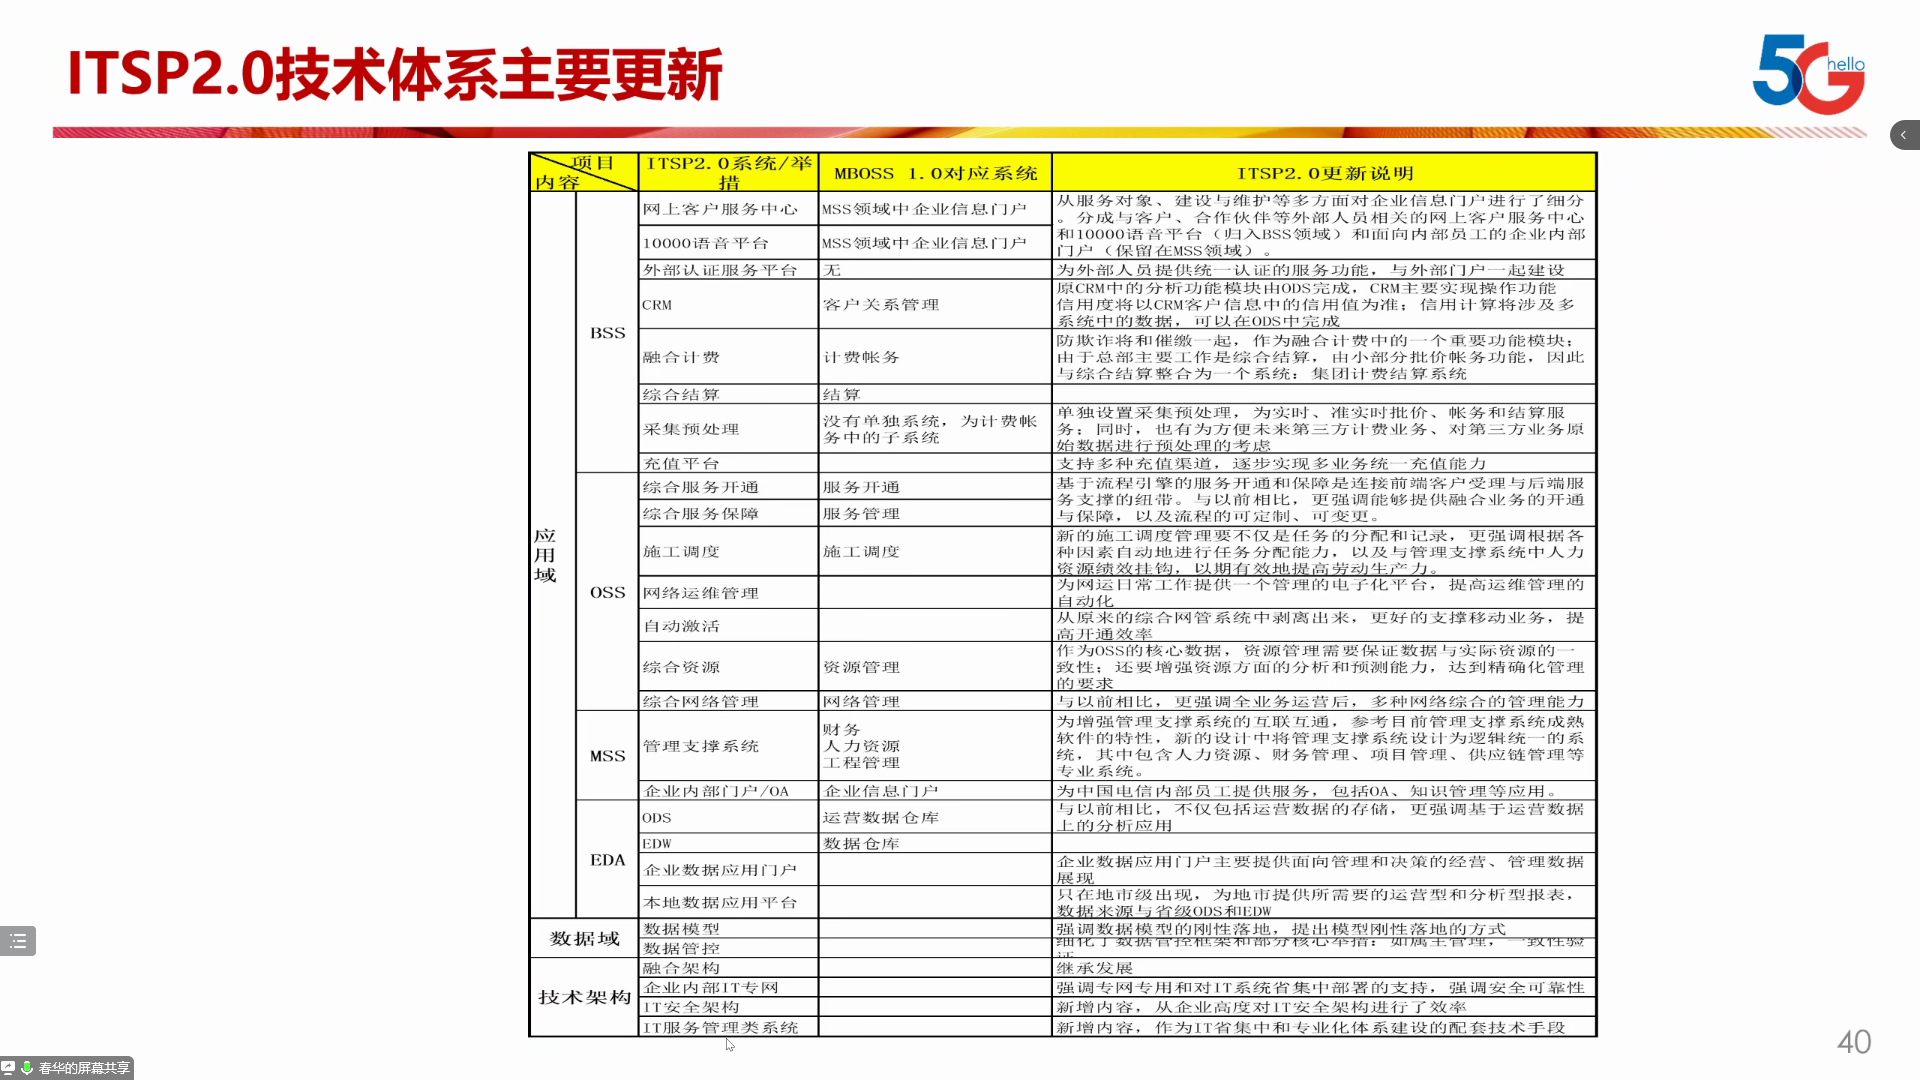 ITSP2.0技术体系主要更新
5G hello
项目
内容
ITSP2.0系统/举
措
MBOSS 1.0对应系统
ITSP2.0更新说明
应
用
域
BSS
网上客户服务中心
MSS领域中企业信息门户
从服务对象、建设与维护等多方面对企业信息门户进行了细分
。分成与客户、合作伙伴等外部人员相关的网上客户服务中心
和10000语音平台（归入BSS领域）和面向内部员工的企业内部
门户（保留在MSS领域）。
10000语音平台
MSS领域中企业信息门户
外部认证服务平台
无
为外部人员提供统一认证的服务功能，与外部门户一起建设
CRM
客户关系管理
原CRM中的分析功能模块由ODS完成，CRM主要实现操作功能
信用度将以CRM客户信息中的信用值为准；信用计算将涉及多
系统中的数据，可以在ODS中完成
融合计费
计费帐务
防欺诈将和催缴一起，作为融合计费中的一个重要功能模块；
由于总部主要工作是综合结算，由小部分批价帐务功能，因此
与综合结算整合为一个系统：集团计费结算系统
综合结算
结算
采集预处理
没有单独系统，为计费帐
务中的子系统
单独设置采集预处理，为实时、准实时批价、帐务和结算服
务；同时，也有为方便未来第三方计费业务、对第三方业务原
始数据进行预处理的考虑
充值平台
支持多种充值渠道，逐步实现多业务统一充值能力
OSS
综合服务开通
服务开通
基于流程引擎的服务开通和保障是连接前端客户受理与后端服
务支撑的纽带。与以前相比，更强调能够提供融合业务的开通
与保障，以及流程的可定制、可变更。
综合服务保障
服务管理
施工调度
施工调度
新的施工调度管理要不仅是任务的分配和记录，更强调根据各
种因素自动地进行任务分配能力，以及与管理支撑系统中人力
资源绩效挂钩，以期有效地提高劳动生产力。
网络运维管理
为网运日常工作提供一个管理的电子化平台，提高运维管理的
自动化
自动激活
从原来的综合网管系统中剥离出来，更好的支撑移动业务，提
高开通效率
综合资源
资源管理
作为OSS的核心数据，资源管理需要保证数据与实际资源的一
致性；还要增强资源方面的分析和预测能力，达到精确化管理
的要求
综合网络管理
网络管理
与以前相比，更强调全业务运营后，多种网络综合的管理能力
MSS
管理支撑系统
财务
人力资源
工程管理
为增强管理支撑系统的互联互通，参考目前管理支撑系统成熟
软件的特性，新的设计中将管理支撑系统设计为逻辑统一的系
统，其中包含人力资源、财务管理、项目管理、供应链管理等
专业系统。
企业内部门户/OA
企业信息门户
为中国电信内部员工提供服务，包括OA、知识管理等应用。
EDA
ODS
运营数据仓库
与以前相比，不仅包括运营数据的存储，更强调基于运营数据
上的分析应用
EDW
数据仓库
企业数据应用门户
企业数据应用门户主要提供面向管理和决策的经营、管理数据
展现
本地数据应用平台
只在地市级出现，为地市提供所需要的运营型和分析型报表，
数据来源与省级ODS和EDW
数据域
数据模型
强调数据模型的刚性落地，提出模型刚性落地的方式
数据管控
细化了数据管控框架和部分核心举措：如属主管理，一致性验
证
技术架构
融合架构
继承发展
企业内部IT专网
强调专网专用和对IT系统省集中部署的支持，强调安全可靠性
IT安全架构
新增内容，从企业高度对IT安全架构进行了效率
IT服务管理类系统
新增内容，作为IT省集中和专业化体系建设的配套技术手段
40
春华的屏幕共享